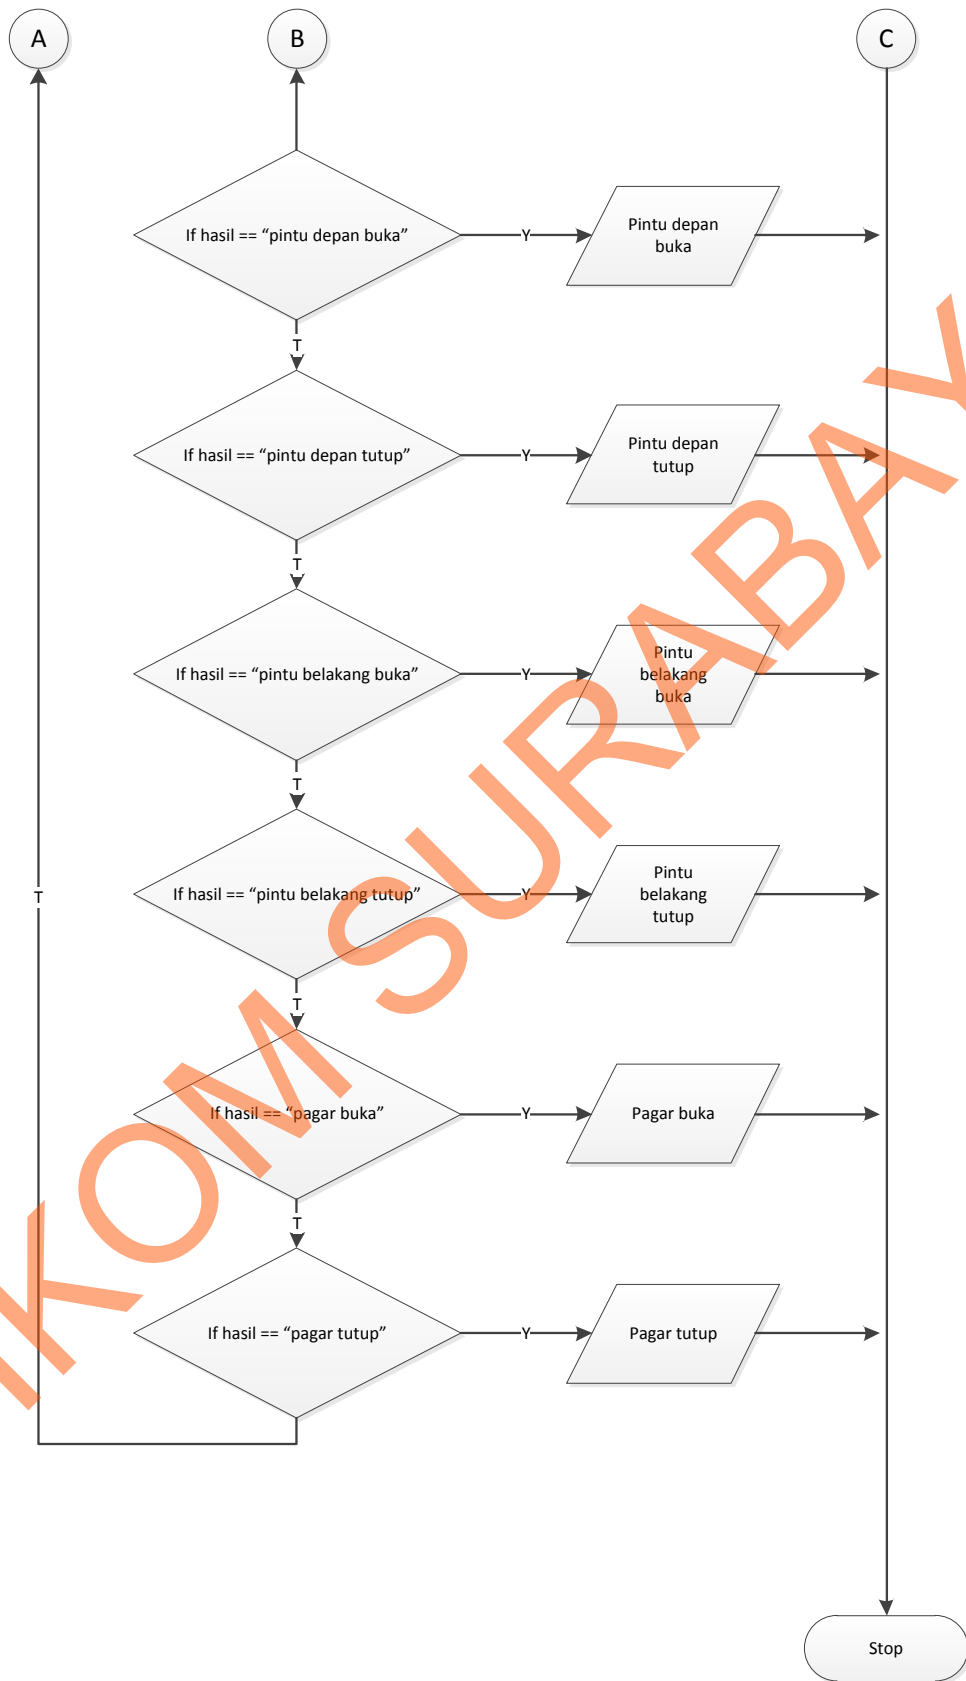 A
B
C
If hasil == “pintu depan buka”
Y
Pintu depan
buka
T
If hasil == “pintu depan tutup”
Y
Pintu depan
tutup
T
If hasil == “pintu belakang buka”
Y
Pintu
belakang
buka
T
If hasil == “pintu belakang tutup”
Y
Pintu
belakang
tutup
T
T
If hasil == “pagar buka”
Y
Pagar buka
T
If hasil == “pagar tutup”
Y
Pagar tutup
Stop
IKOM SURABAY